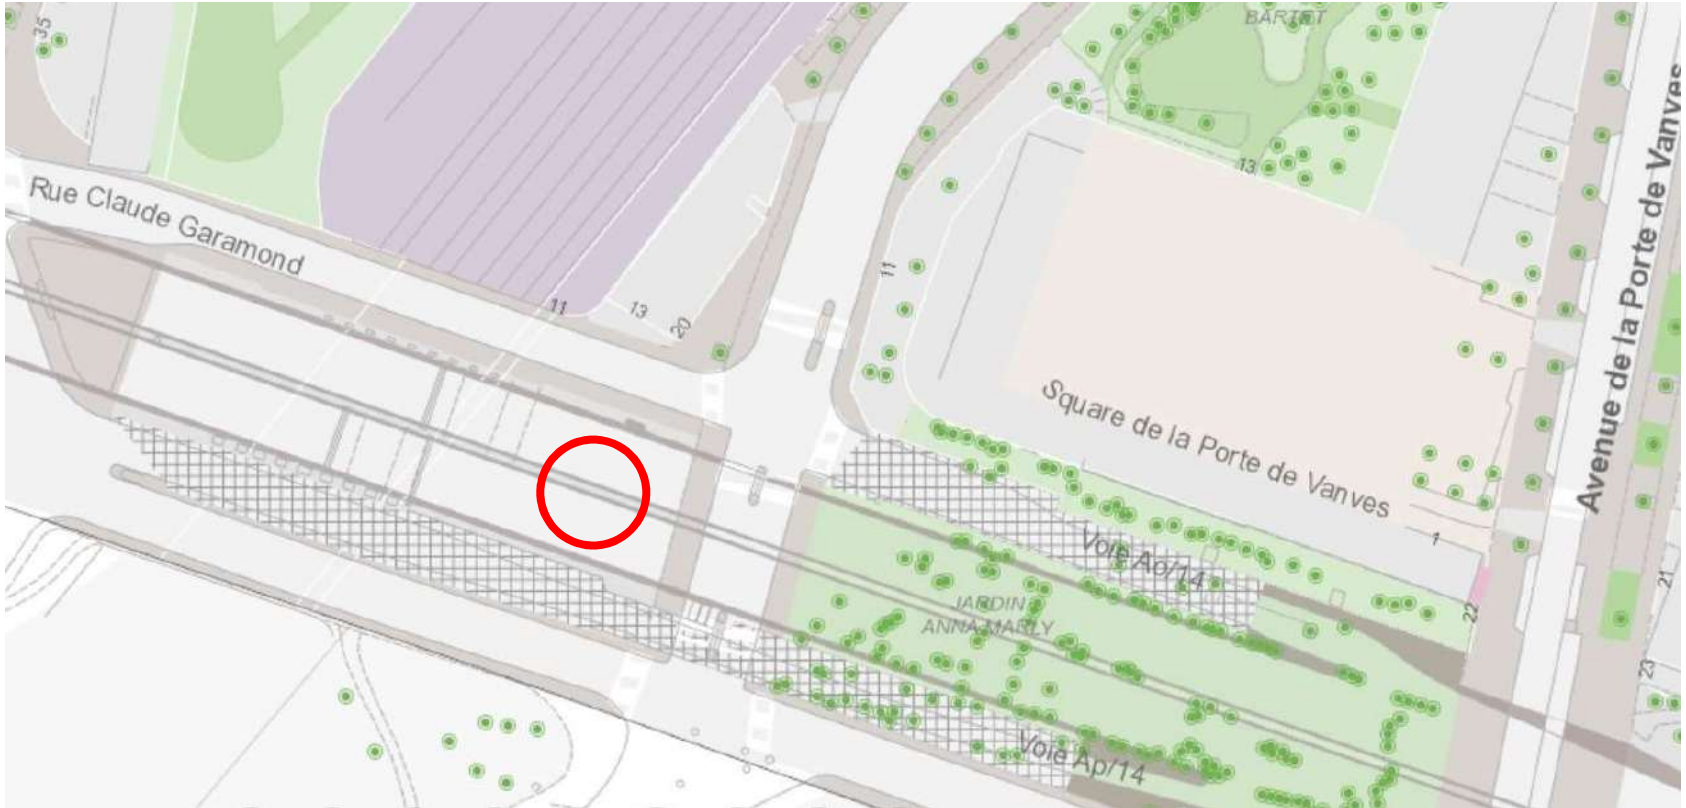 BARTET
35
Avenue de la Porte de Vanves
13
Rue Claude Garamond
11
11
13
20
Square de la Porte de Vanves
1
Voie Ao/14
21
JARDIN
ANNA MARLY
22
23
Voie Ap/14